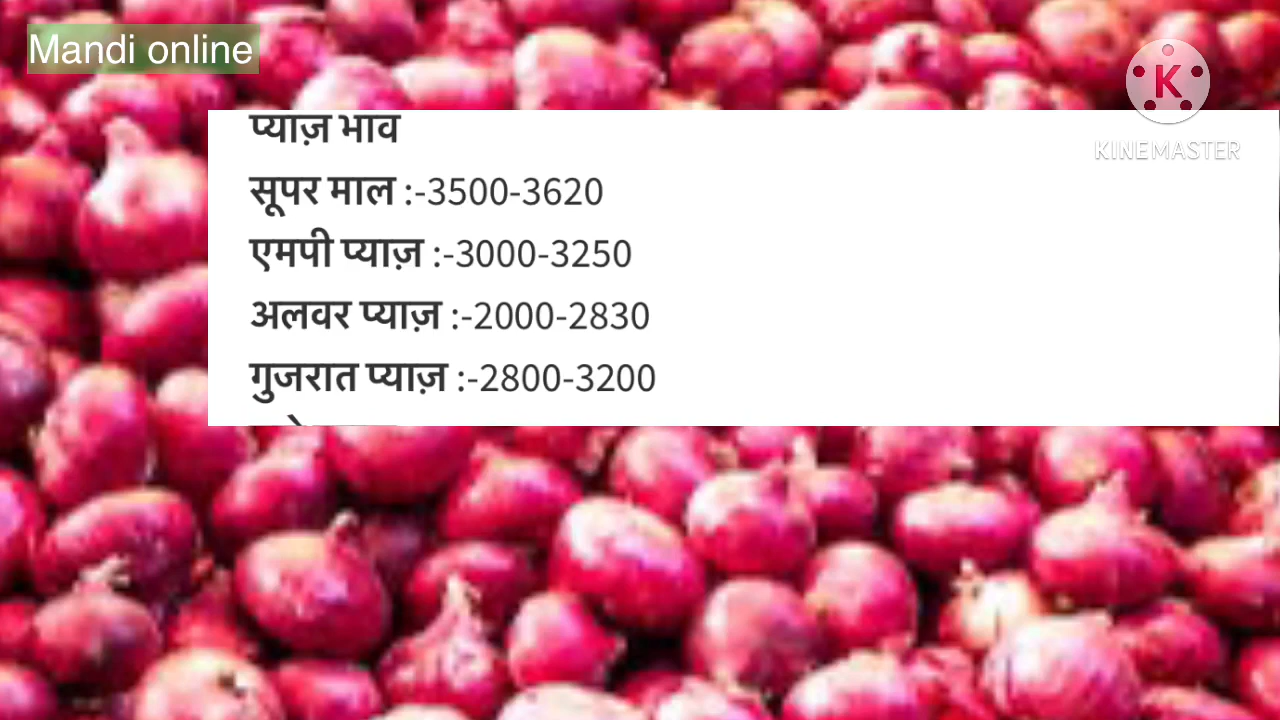 Mandi online
K
KINEMASTER
प्याज़ भाव
सूपर माल :-3500-3620
एमपी प्याज़ :-3000-3250
अलवर प्याज़ :-2000-2830
गुजरात प्याज़ :-2800-3200